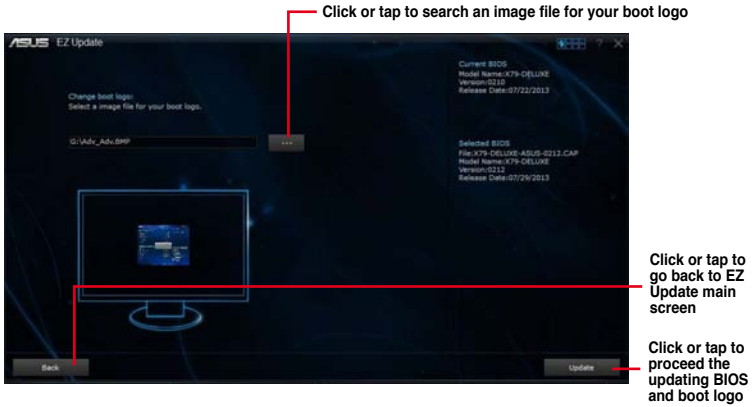 Click or tap to search an image file for your boot logo
ASUS EZ Update
? X
Current BIOS
Model Name:X79-DELUXE
Version:0210
Release Date:07/22/2013
Change boot logo:
Select a image file for your boot logo.
G:\Adv_Adv.BMP
...
Selected BIOS
File:X79-DELUXE-ASUS-0212.CAP
Model Name:X79-DELUXE
Version:0212
Release Date:07/29/2013
Click or tap to
go back to EZ
Update main
screen
Back
Update
Click or tap to
proceed the
updating BIOS
and boot logo